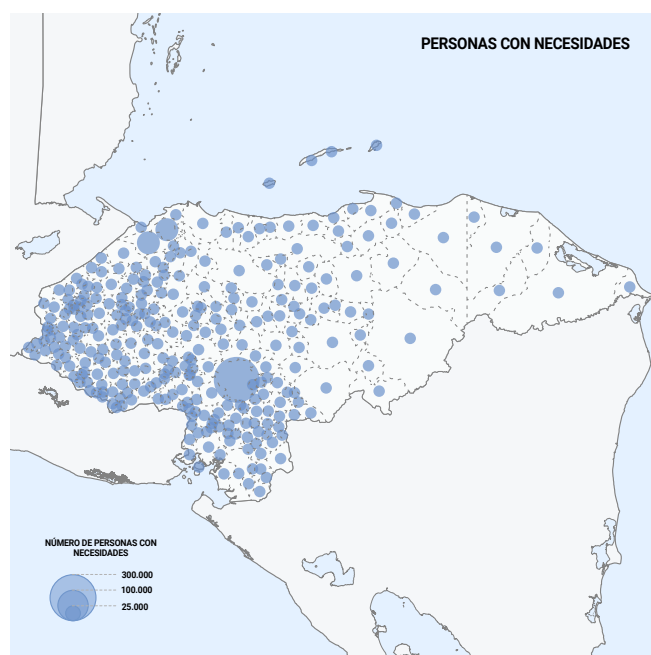 PERSONAS CON NECESIDADES
NÚMERO DE PERSONAS CON
NECESIDADES
300.000
100.000
25.000